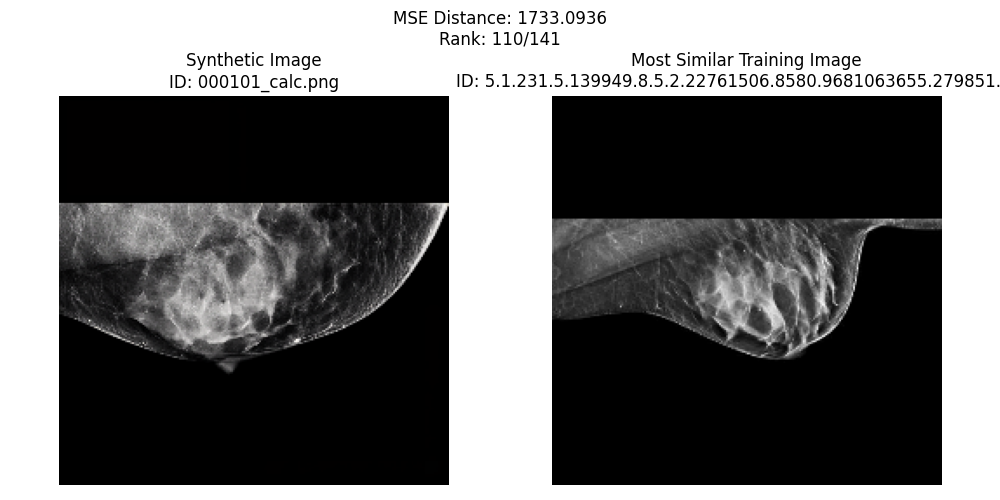 MSE Distance: 1733.0936
Rank: 110/141
Synthetic Image
ID: 000101_calc.png
Most Similar Training Image
ID: 5.1.231.5.139949.8.5.2.22761506.8580.9681063655.279851.